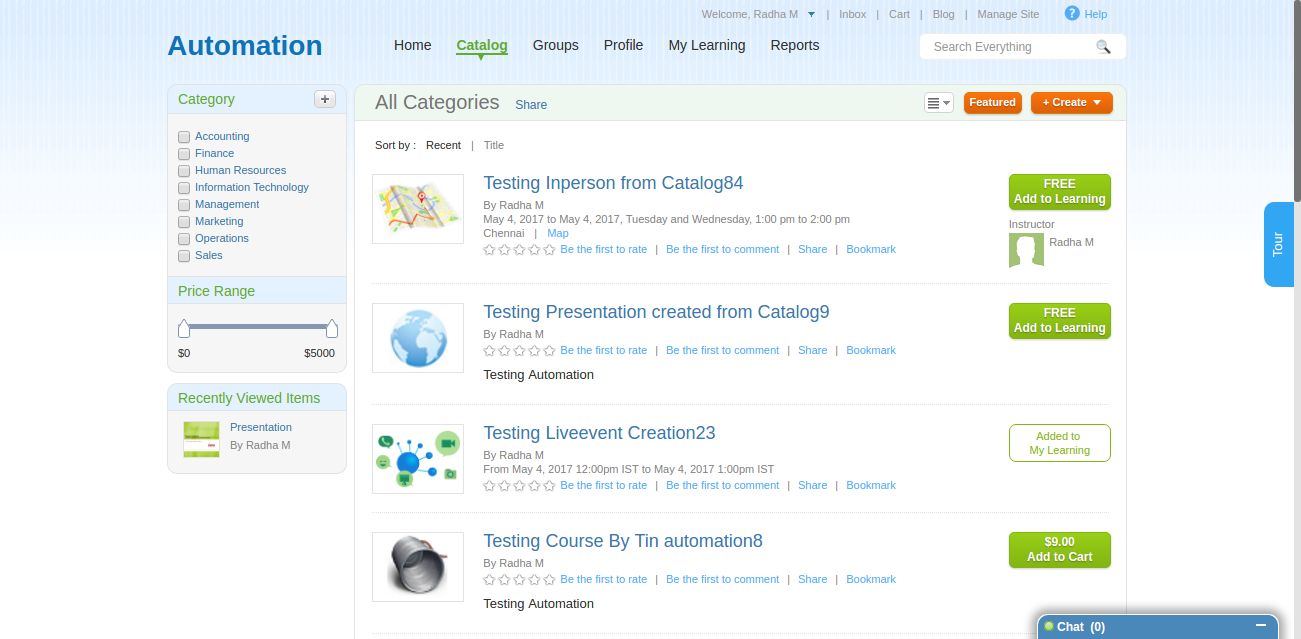 Welcome, Radha M | Inbox | Cart | Blog | Manage Site ? Help
Automation
Home Catalog Groups Profile My Learning Reports
Search Everything
Category +
Accounting
Finance
Human Resources
Information Technology
Management
Marketing
Operations
Sales
Price Range
$0 $5000
Recently Viewed Items
Presentation
By Radha M
All Categories Share
Featured
+ Create
Sort by : Recent | Title
Testing Inperson from Catalog84
By Radha M
May 4, 2017 to May 4, 2017, Tuesday and Wednesday, 1:00 pm to 2:00 pm
Chennai | Map
Be the first to rate | Be the first to comment | Share | Bookmark
FREE
Add to Learning
Instructor
Radha M
Testing Presentation created from Catalog9
By Radha M
Be the first to rate | Be the first to comment | Share | Bookmark
Testing Automation
FREE
Add to Learning
Testing Liveevent Creation23
By Radha M
From May 4, 2017 12:00pm IST to May 4, 2017 1:00pm IST
Be the first to rate | Be the first to comment | Share | Bookmark
Added to
My Learning
Testing Course By Tin automation8
By Radha M
Be the first to rate | Be the first to comment | Share | Bookmark
Testing Automation
$9.00
Add to Cart
Tour
Chat (0)